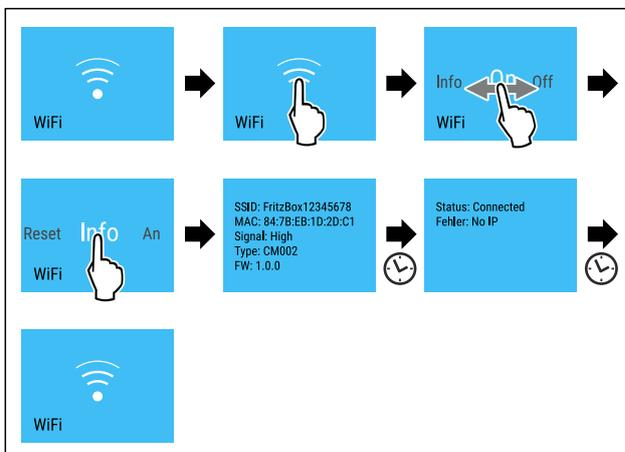 WiFi
WiFi
Info On Off
WiFi
Reset Info An
WiFi
SSID: FritzBox12345678
MAC: 84:7B:EB:1D:2D:C1
Signal: High
Type: CM002
FW: 1.0.0
Status: Connected
Fehler: No IP
WiFi